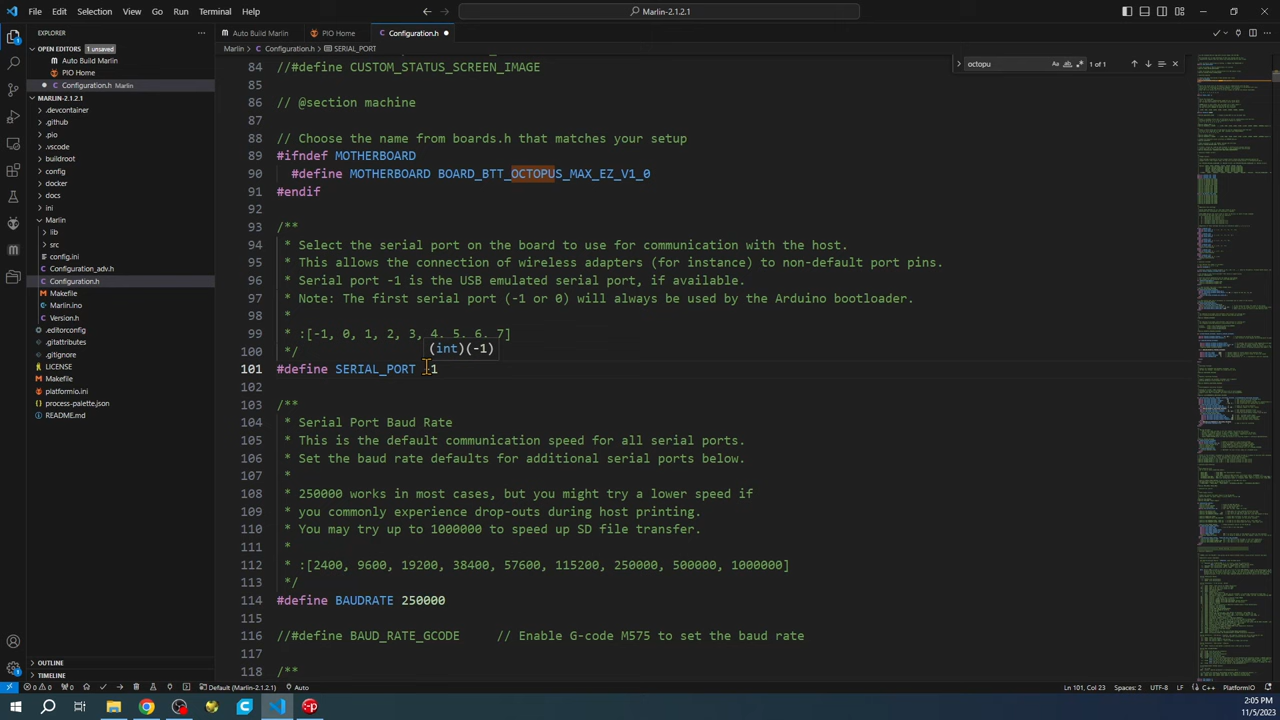 File Edit Selection View Go Run Terminal Help
Marlin-2.1.2.1
EXPLORER
OPEN EDITORS 1 unsaved
Auto Build Marlin
PIO Home
Configuration.h Marlin
MARLIN-2.1.2.1
.devcontainer
.github
.pio
.vscode
buildroot
config
docker
docs
ini
Marlin
lib
src
config.ini
Configuration_adv.h
Configuration.h
Makefile
Marlin.ino
Version.h
.editorconfig
.gitattributes
.gitignore
LICENSE
Makefile
platformio.ini
process-palette.json
README.md
OUTLINE
TIMELINE
Auto Build Marlin PIO Home Configuration.h
Marlin > Configuration.h > SERIAL_PORT
octopu Aa ab 1 of 1
84 //#define CUSTOM_STATUS_SCREEN_IMAGE
85
86 // @section machine
87
88 // Choose the name from boards.h that matches your setup
89 #ifndef MOTHERBOARD
90 #define MOTHERBOARD BOARD_BTT_OCTOPUS_MAX_EZ_V1_0
91 #endif
92
93 /**
94 * Select the serial port on the board to use for communication with the host.
95 * This allows the connection of wireless adapters (for instance) to non-default port pins.
96 * Serial port -1 is the USB emulated serial port, if available.
97 * Note: The first serial port (-1 or 0) will always be used by the Arduino bootloader.
98 *
99 * :[-1, 0, 1, 2, 3, 4, 5, 6,
(int)(-1)
100 */
101 #define SERIAL_PORT -1
102
103 /**
104 * Serial Port Baud Rate
105 * This is the default communication speed for all serial ports.
106 * Set the baud rate defaults for additional serial ports below.
107 *
108 * 250000 works in most cases, but you might try a lower speed if
109 * you commonly experience drop-outs during host printing.
110 * You may try up to 1000000 to speed up SD file transfer.
111 *
112 * :[2400, 9600, 19200, 38400, 57600, 115200, 250000, 500000, 1000000]
113 */
114 #define BAUDRATE 250000
115
116 //#define BAUD_RATE_GCODE // Enable G-code M575 to set the baud rate
117
118 /**
0 0 0 Default (Marlin-2.1.2.1) Auto Ln 101, Col 23 Spaces: 2 UTF-8 LF C++ PlatformIO
2:05 PM
11/5/2023